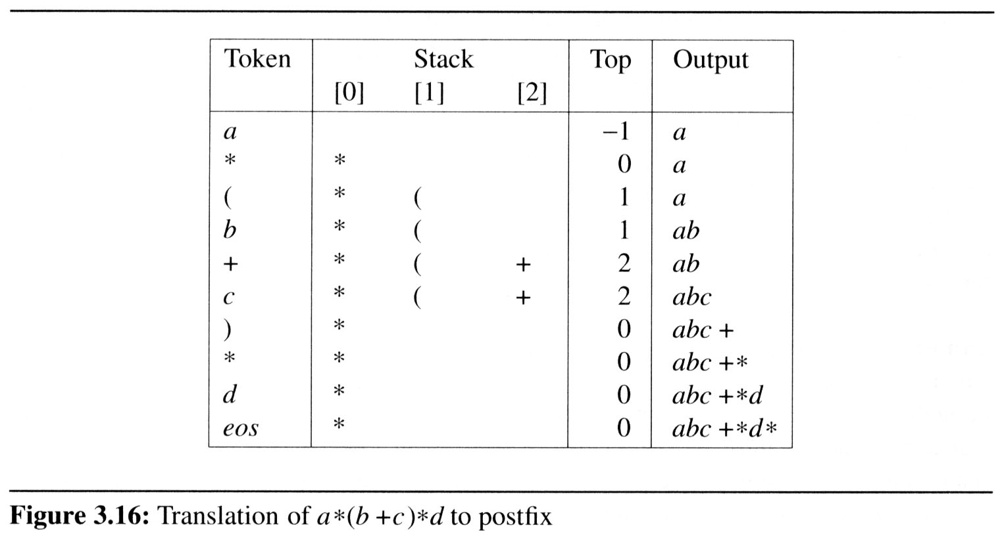 Token Stack Top Output
[0] [1] [2]
a −1 a
* * 0 a
( * ( 1 a
b * ( 1 ab
+ * ( + 2 ab
c * ( + 2 abc
) * 0 abc +
* * 0 abc +*
d * 0 abc +*d
eos * 0 abc +*d*
Figure 3.16: Translation of a*(b +c)*d to postfix